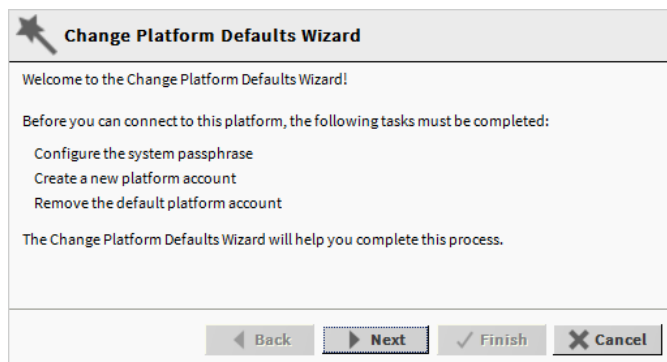 Change Platform Defaults Wizard
Welcome to the Change Platform Defaults Wizard!
Before you can connect to this platform, the following tasks must be completed:
Configure the system passphrase
Create a new platform account
Remove the default platform account
The Change Platform Defaults Wizard will help you complete this process.
Back Next Finish Cancel